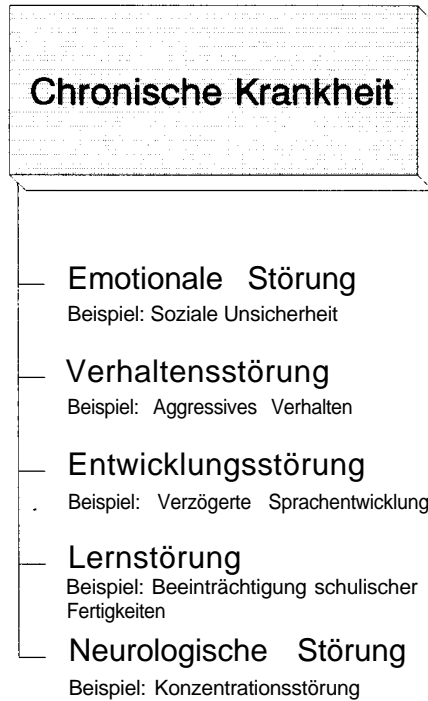 Chronische Krankheit
Emotionale Störung
Beispiel: Soziale Unsicherheit
Verhaltensstörung
Beispiel: Aggressives Verhalten
Entwicklungsstörung
Beispiel: Verzögerte Sprachentwicklung
Lernstörung
Beispiel: Beeinträchtigung schulischer
Fertigkeiten
Neurologische Störung
Beispiel: Konzentrationsstörung